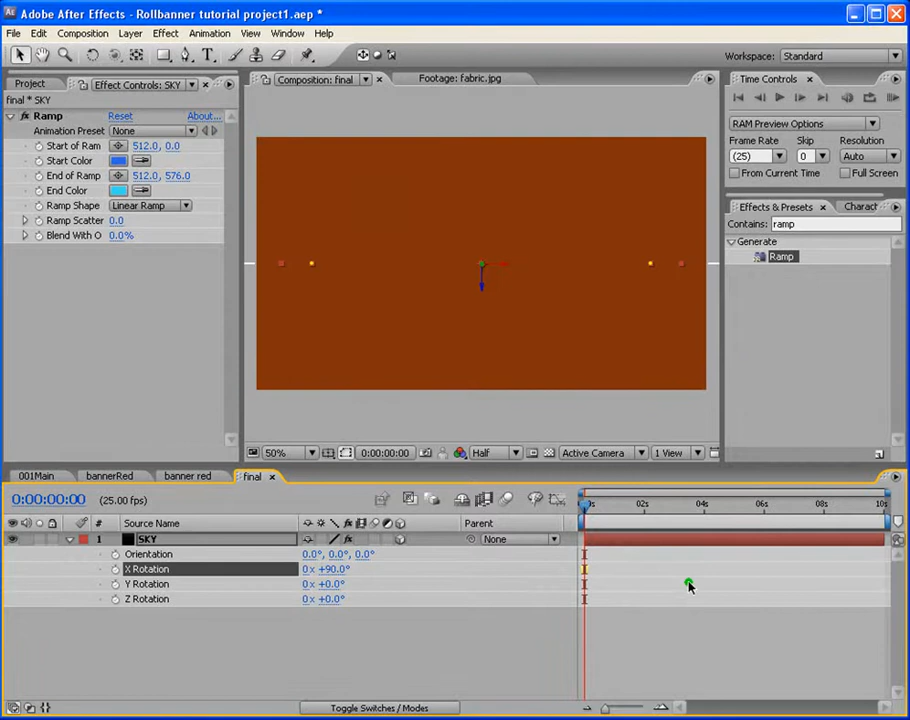 Adobe After Effects - Rollbanner tutorial project1.aep *
File Edit Composition Layer Effect Animation View Window Help
Workspace: Standard
Project Effect Controls: SKY
final * SKY
Ramp Reset About...
Animation Preset None
Start of Ram 512.0, 0.0
Start Color
End of Ramp 512.0, 576.0
End Color
Ramp Shape Linear Ramp
Ramp Scatter 0.0
Blend With O 0.0%
Composition: final Footage: fabric.jpg
50% 0:00:00:00 Half Active Camera 1 View
Time Controls
RAM Preview Options
Frame Rate Skip Resolution
(25) 0 Auto
From Current Time Full Screen
Effects & Presets Charact
Contains: ramp
Generate
Ramp
001Main bannerRed banner red final
0:00:00:00 (25.00 fps)
# Source Name Parent
1 SKY None
Orientation 0.0°, 0.0°, 0.0°
X Rotation 0x +90.0°
Y Rotation 0x +0.0°
Z Rotation 0x +0.0°
02s 04s 06s 08s 10s
Toggle Switches / Modes